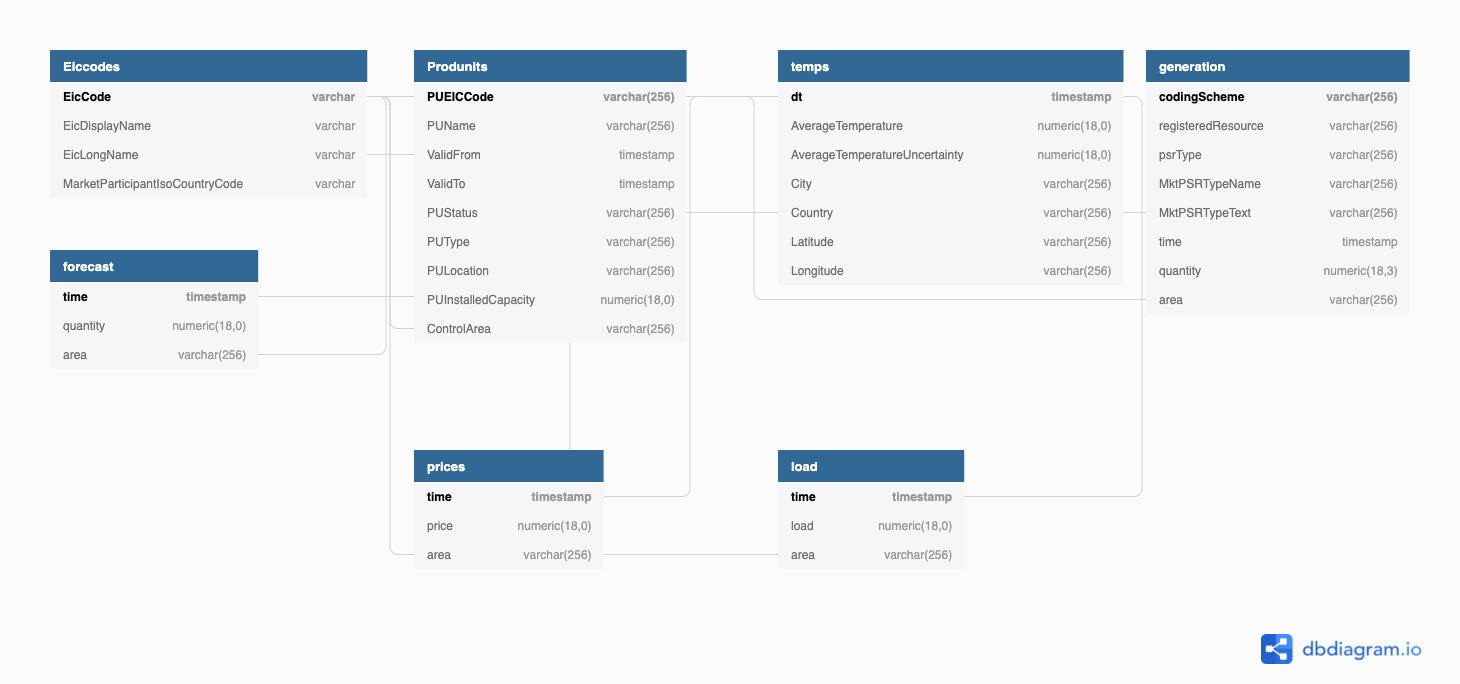 EIccodes
EicCode varchar
EicDisplayName varchar
EicLongName varchar
MarketParticipantIsoCountryCode varchar
Produnits
PUEICCode varchar(256)
PUName varchar(256)
ValidFrom timestamp
ValidTo timestamp
PUStatus varchar(256)
PUType varchar(256)
PULocation varchar(256)
PUInstalledCapacity numeric(18,0)
ControlArea varchar(256)
temps
dt timestamp
AverageTemperature numeric(18,0)
AverageTemperatureUncertainty numeric(18,0)
City varchar(256)
Country varchar(256)
Latitude varchar(256)
Longitude varchar(256)
generation
codingScheme varchar(256)
registeredResource varchar(256)
psrType varchar(256)
MktPSRTypeName varchar(256)
MktPSRTypeText varchar(256)
time timestamp
quantity numeric(18,3)
area varchar(256)
forecast
time timestamp
quantity numeric(18,0)
area varchar(256)
prices
time timestamp
price numeric(18,0)
area varchar(256)
load
time timestamp
load numeric(18,0)
area varchar(256)
dbdiagram.io